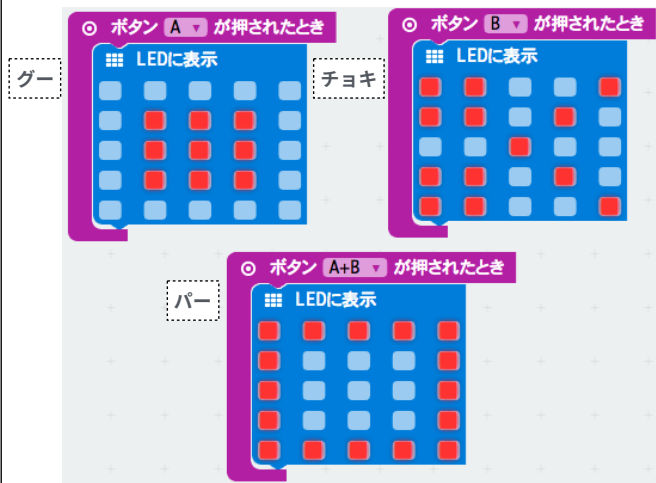 ボタン A が押されたとき
LEDに表示
グー
ボタン B が押されたとき
LEDに表示
チョキ
ボタン A+B が押されたとき
LEDに表示
パー